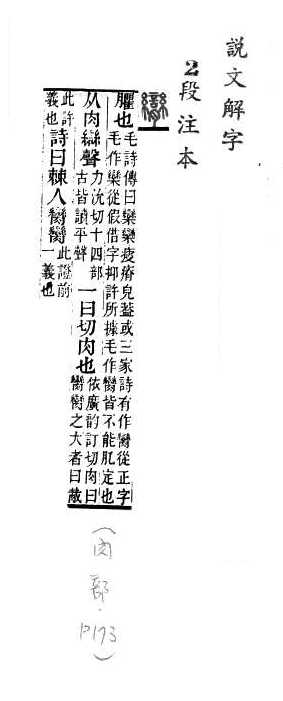 說文解字
2段注本
臠
臞也毛詩傳曰欒欒瘦瘠皃葢或三家詩有作臠從正字
毛作欒從假借字抑許所據毛作臠皆不能肊定也
从肉䜌聲力沇切十四部
古皆讀平聲
一曰切肉也依廣韵訂切肉曰
臠臠之大者曰胾
此
義也
詩曰棘人臠臠此證前
一義也
(肉部·P173)